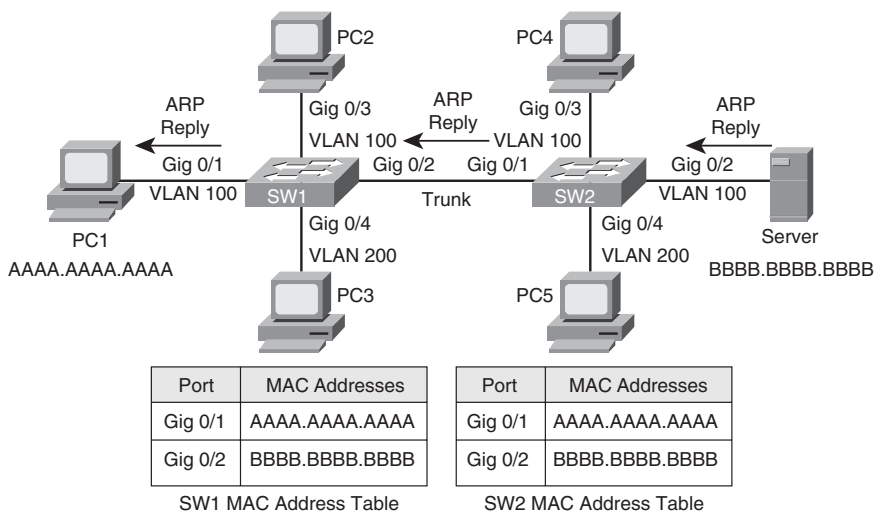 PC2
PC4
ARP
Reply
Gig 0/3
VLAN 100
ARP
Reply
Gig 0/3
VLAN 100
ARP
Reply
Gig 0/1
VLAN 100
SW1
Gig 0/2
Gig 0/1
Trunk
SW2
Gig 0/2
VLAN 100
PC1
AAAA.AAAA.AAAA
Gig 0/4
VLAN 200
Gig 0/4
VLAN 200
Server
BBBB.BBBB.BBBB
PC3
PC5
Port MAC Addresses
Gig 0/1 AAAA.AAAA.AAAA
Gig 0/2 BBBB.BBBB.BBBB
SW1 MAC Address Table
Port MAC Addresses
Gig 0/1 AAAA.AAAA.AAAA
Gig 0/2 BBBB.BBBB.BBBB
SW2 MAC Address Table